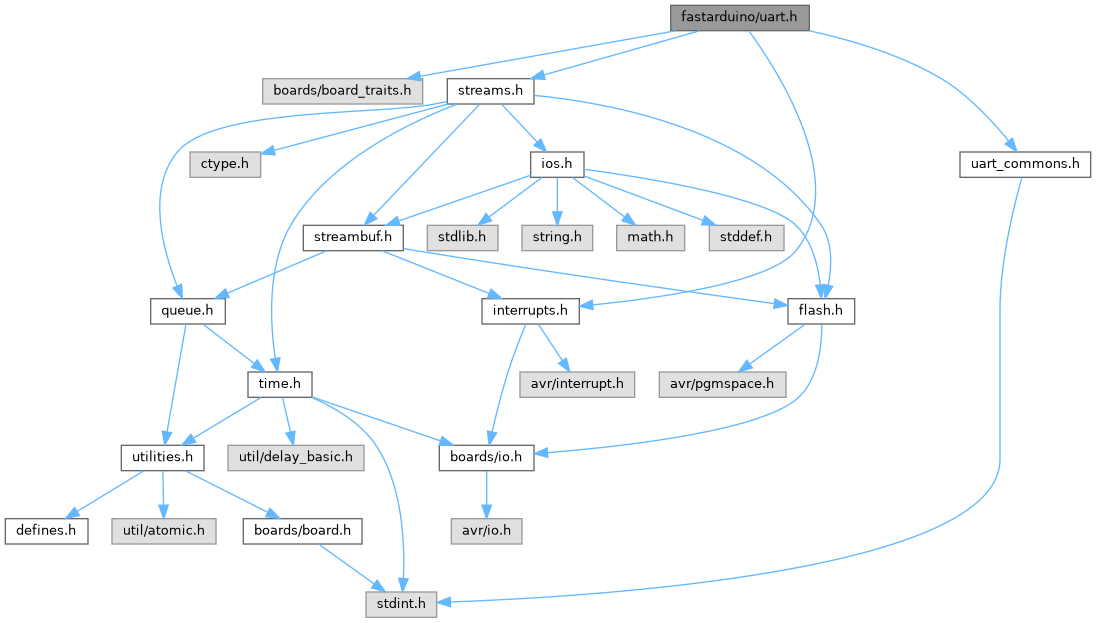 fastarduino/uart.h
boards/board_traits.h
streams.h
ctype.h
ios.h
uart_commons.h
streambuf.h
stdlib.h
string.h
math.h
stddef.h
queue.h
interrupts.h
flash.h
time.h
avr/interrupt.h
avr/pgmspace.h
utilities.h
util/delay_basic.h
boards/io.h
defines.h
util/atomic.h
boards/board.h
avr/io.h
stdint.h